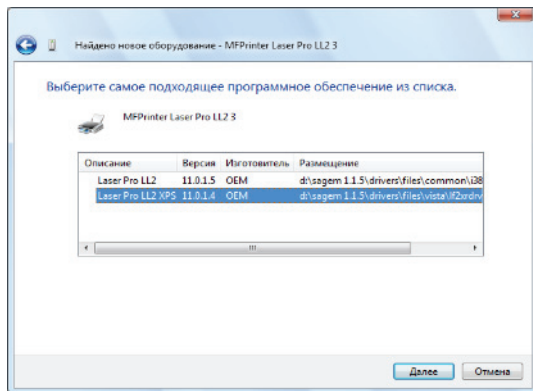 Найдено новое оборудование - MFPrinter Laser Pro LL2 3
Выберите самое подходящее программное обеспечение из списка.
MFPrinter Laser Pro LL2 3
Описание Версия Изготовитель Размещение
Laser Pro LL2 11.0.1.5 OEM d:\sagem 1.1.5\drivers\files\common\i38
Laser Pro LL2 XPS 11.0.1.4 OEM d:\sagem 1.1.5\drivers\files\vista\lf2xrdrv
Далее Отмена